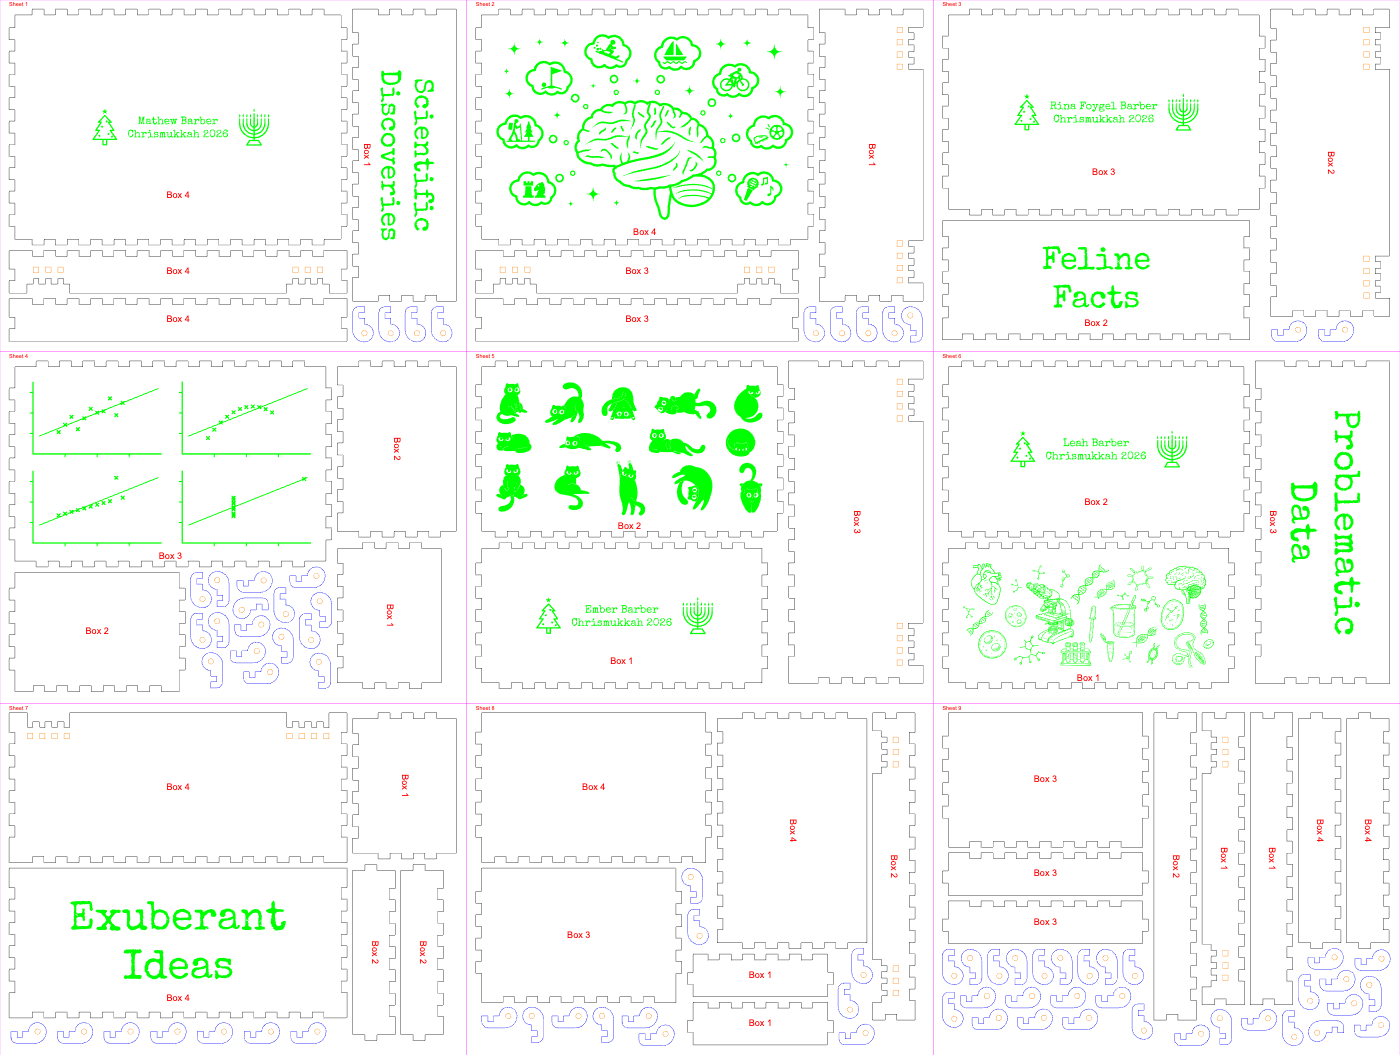 Sheet 1
Mathew Barber
Chrismukkah 2026
Box 4
Box 4
Box 4
Scientific
Discoveries
Box 1
Sheet 2
Box 4
Box 3
Box 3
Box 1
Sheet 3
Rina Foygel Barber
Chrismukkah 2026
Box 3
Feline
Facts
Box 2
Box 2
Sheet 4
Box 3
Box 2
Box 2
Box 1
Sheet 5
Box 2
Ember Barber
Chrismukkah 2026
Box 1
Box 3
Sheet 6
Leah Barber
Chrismukkah 2026
Box 2
Box 1
Problematic
Data
Box 3
Sheet 7
Box 4
Exuberant
Ideas
Box 4
Box 1
Box 2
Box 2
Sheet 8
Box 4
Box 3
Box 4
Box 1
Box 1
Box 2
Sheet 9
Box 3
Box 3
Box 3
Box 2
Box 1
Box 1
Box 4
Box 4